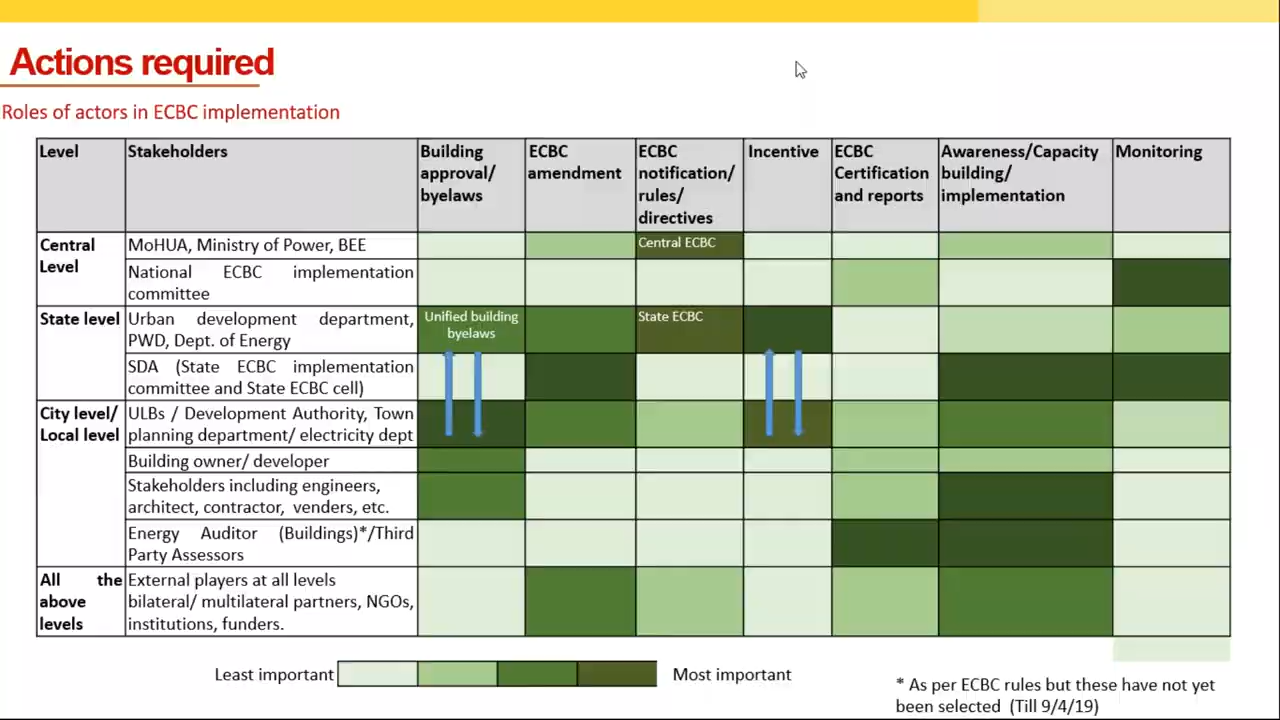 Actions required
Roles of actors in ECBC implementation
Level
Stakeholders
Building
approval/
byelaws
ECBC
amendment
ECBC
notification/
rules/
directives
Incentive
ECBC
Certification
and reports
Awareness/Capacity
building/
implementation
Monitoring
Central
Level
MoHUA, Ministry of Power, BEE
Central ECBC
National ECBC implementation
committee
State level
Urban development department,
PWD, Dept. of Energy
Unified building
byelaws
State ECBC
SDA (State ECBC implementation
committee and State ECBC cell)
City level/
Local level
ULBs / Development Authority, Town
planning department/ electricity dept
Building owner/ developer
Stakeholders including engineers,
architect, contractor, venders, etc.
Energy Auditor (Buildings)*/Third
Party Assessors
All the
above
levels
External players at all levels
bilateral/ multilateral partners, NGOs,
institutions, funders.
Least important
Most important
* As per ECBC rules but these have not yet
been selected (Till 9/4/19)